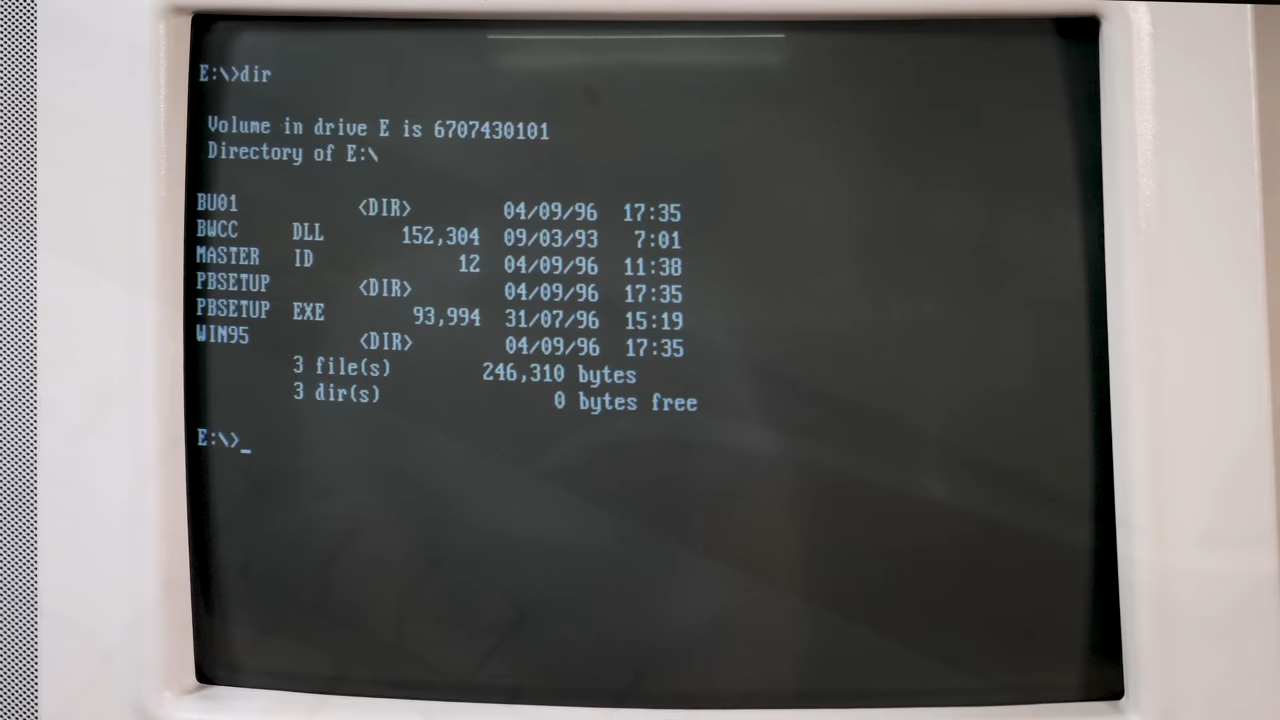 E:\>dir
Volume in drive E is 6707430101
Directory of E:\
BU01 <DIR> 04/09/96 17:35
BWCC DLL 152,304 09/03/93 7:01
MASTER ID 12 04/09/96 11:38
PBSETUP <DIR> 04/09/96 17:35
PBSETUP EXE 93,994 31/07/96 15:19
WIN95 <DIR> 04/09/96 17:35
3 file(s) 246,310 bytes
3 dir(s) 0 bytes free
E:\>_